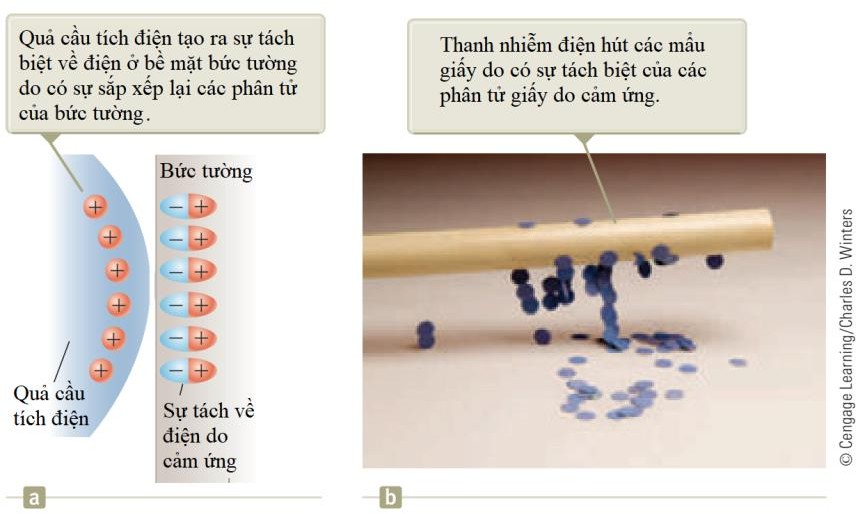 Quả cầu tích điện tạo ra sự tách
biệt về điện ở bề mặt bức tường
do có sự sắp xếp lại các phân tử
của bức tường.
Bức tường
+
+
+
+
+
+
− +
− +
− +
− +
− +
− +
Quả cầu
tích điện
Sự tách về
điện do
cảm ứng
a
Thanh nhiễm điện hút các mẩu
giấy do có sự tách biệt của các
phân tử giấy do cảm ứng.
© Cengage Learning/Charles D. Winters
b